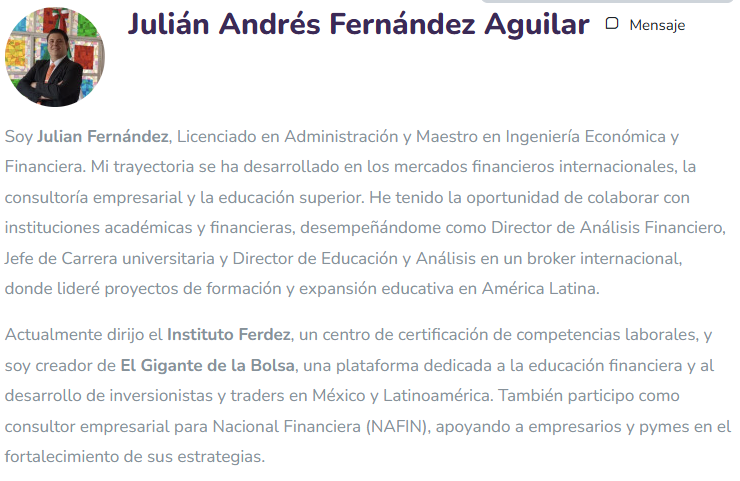 Julián Andrés Fernández Aguilar Mensaje
Soy Julian Fernández, Licenciado en Administración y Maestro en Ingeniería Económica y
Financiera. Mi trayectoria se ha desarrollado en los mercados financieros internacionales, la
consultoría empresarial y la educación superior. He tenido la oportunidad de colaborar con
instituciones académicas y financieras, desempeñándome como Director de Análisis Financiero,
Jefe de Carrera universitaria y Director de Educación y Análisis en un broker internacional,
donde lideré proyectos de formación y expansión educativa en América Latina.
Actualmente dirijo el Instituto Ferdez, un centro de certificación de competencias laborales, y
soy creador de El Gigante de la Bolsa, una plataforma dedicada a la educación financiera y al
desarrollo de inversionistas y traders en México y Latinoamérica. También participo como
consultor empresarial para Nacional Financiera (NAFIN), apoyando a empresarios y pymes en el
fortalecimiento de sus estrategias.